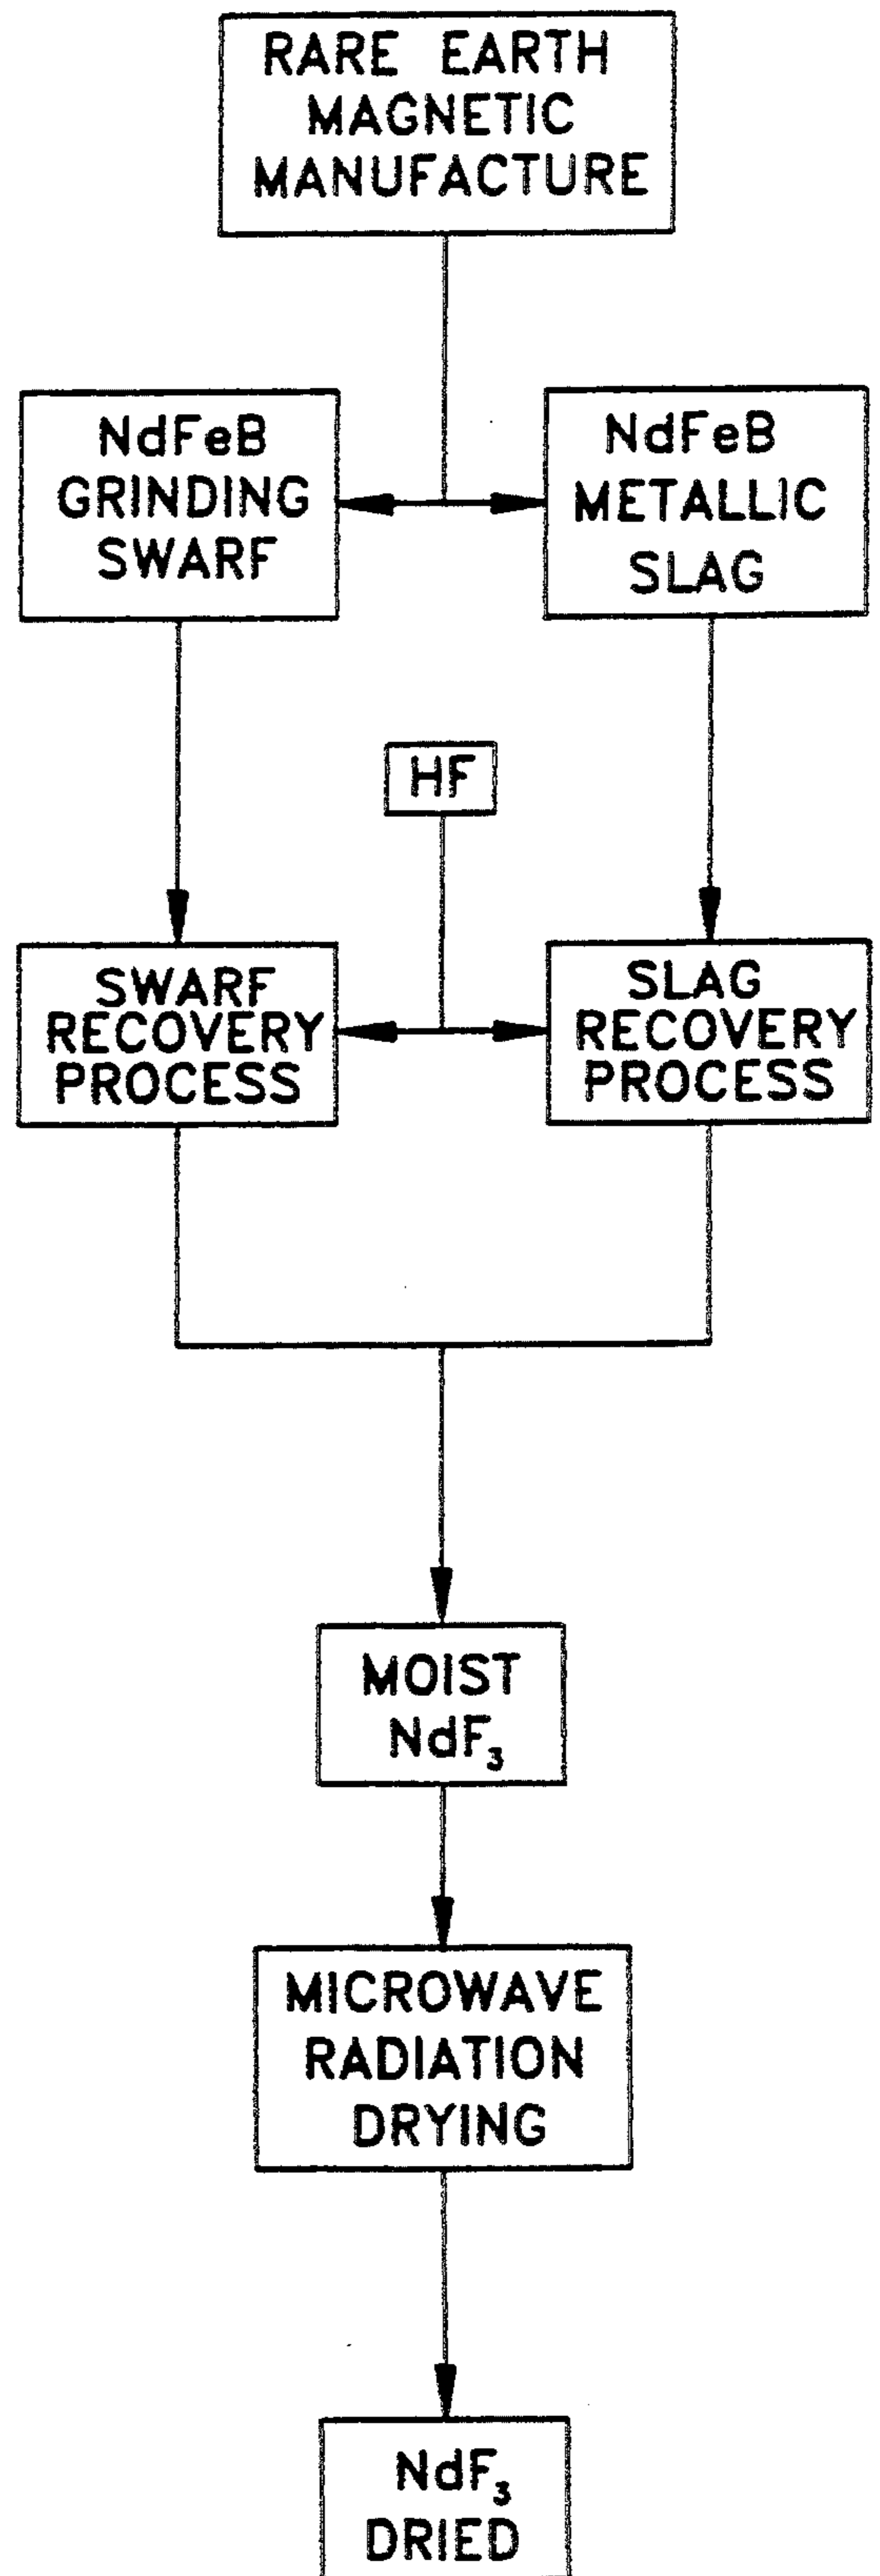 RARE EARTH
MAGNETIC
MANUFACTURE
NdFeB
GRINDING
SWARF
NdFeB
METALLIC
SLAG
HF
SWARF
RECOVERY
PROCESS
SLAG
RECOVERY
PROCESS
MOIST
NdF₃
MICROWAVE
RADIATION
DRYING
NdF₃
DRIED